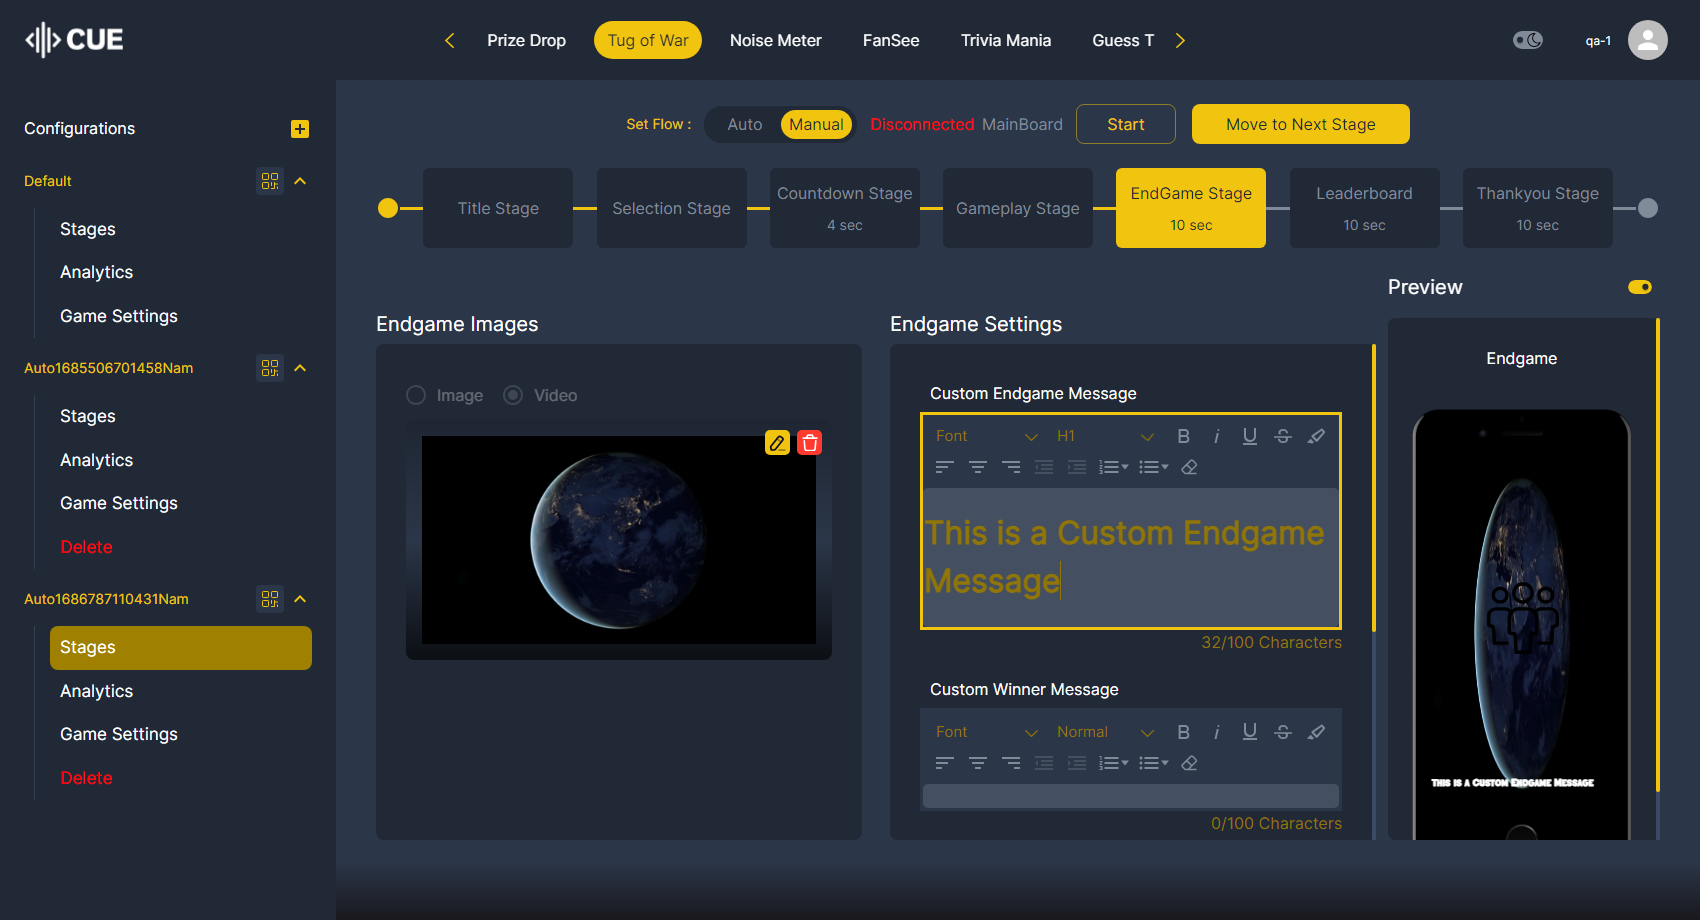 CUE
Prize Drop
Tug of War
Noise Meter
FanSee
Trivia Mania
Guess T
qa-1
Configurations
Default
Stages
Analytics
Game Settings
Auto1685506701458Nam
Stages
Analytics
Game Settings
Delete
Auto1686787110431Nam
Stages
Analytics
Game Settings
Delete
Set Flow :
Auto
Manual
Disconnected MainBoard
Start
Move to Next Stage
Title Stage
Selection Stage
Countdown Stage
4 sec
Gameplay Stage
EndGame Stage
10 sec
Leaderboard
10 sec
Thankyou Stage
10 sec
Endgame Images
Image
Video
Endgame Settings
Custom Endgame Message
Font
H1
B
i
U
S
This is a Custom Endgame
Message
32/100 Characters
Custom Winner Message
Font
Normal
B
i
U
S
0/100 Characters
Preview
Endgame
This is a Custom Endgame Message